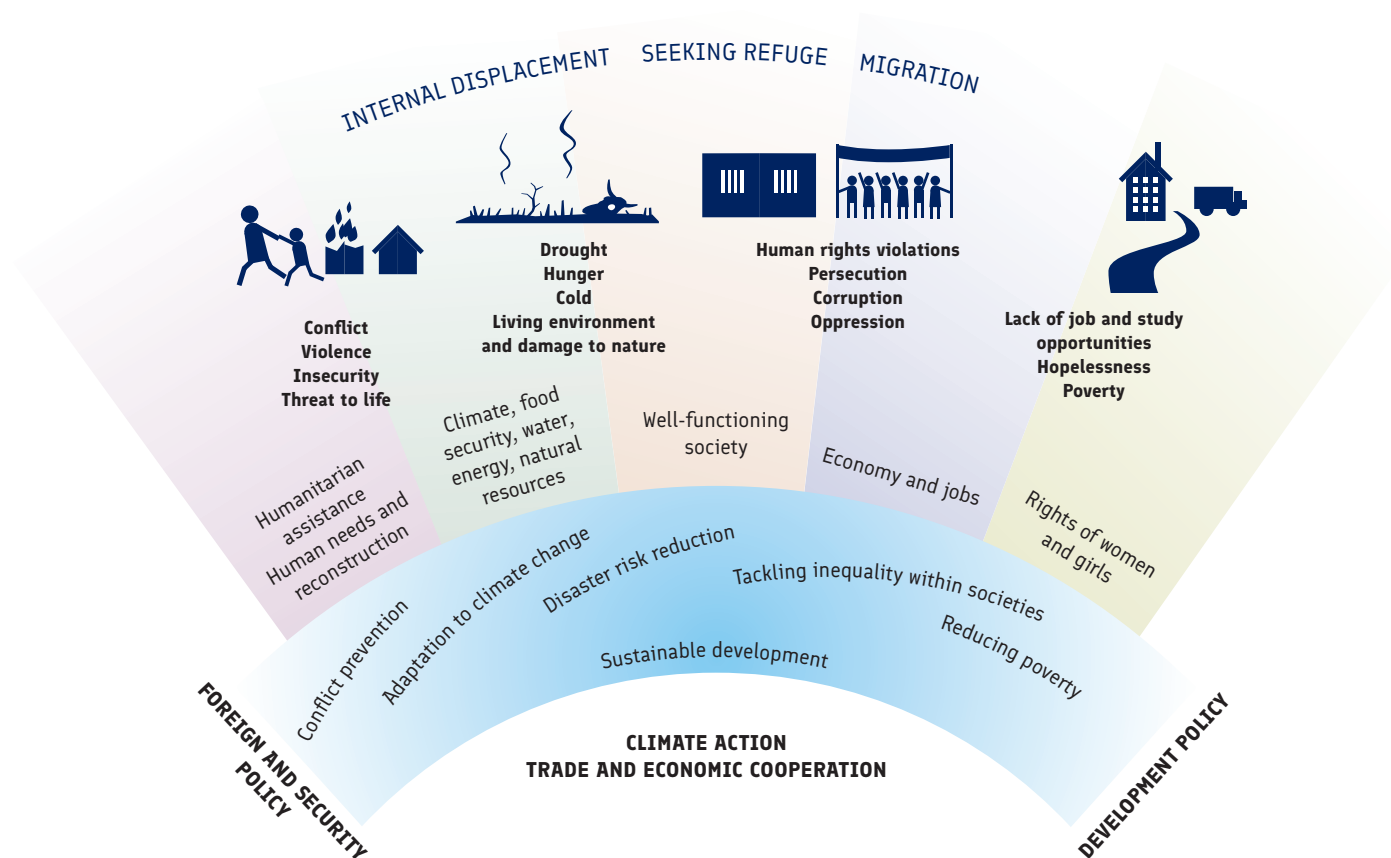 INTERNAL DISPLACEMENT
SEEKING REFUGE
MIGRATION
Conflict
Violence
Insecurity
Threat to life
Drought
Hunger
Cold
Living environment
and damage to nature
Human rights violations
Persecution
Corruption
Oppression
Lack of job and study
opportunities
Hopelessness
Poverty
Humanitarian
assistance
Human needs and
reconstruction
Climate, food
security, water,
energy, natural
resources
Well-functioning
society
Economy and jobs
Rights of women
and girls
Conflict prevention
Adaptation to climate change
Disaster risk reduction
Tackling inequality within societies
Reducing poverty
Sustainable development
FOREIGN AND SECURITY
POLICY
CLIMATE ACTION
TRADE AND ECONOMIC COOPERATION
DEVELOPMENT POLICY